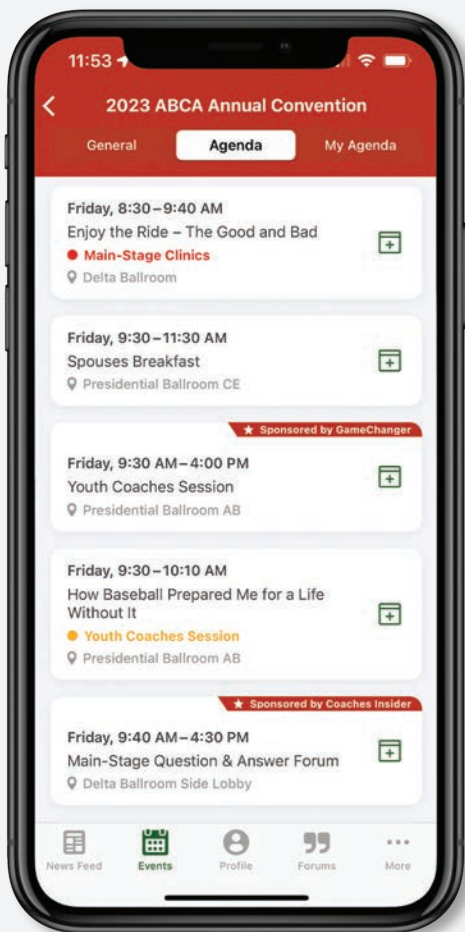 11:53
2023 ABCA Annual Convention
General
Agenda
My Agenda
Friday, 8:30–9:40 AM
Enjoy the Ride – The Good and Bad
Main-Stage Clinics
Delta Ballroom
Friday, 9:30–11:30 AM
Spouses Breakfast
Presidential Ballroom CE
Sponsored by GameChanger
Friday, 9:30 AM–4:00 PM
Youth Coaches Session
Presidential Ballroom AB
Friday, 9:30–10:10 AM
How Baseball Prepared Me for a Life
Without It
Youth Coaches Session
Presidential Ballroom AB
Sponsored by Coaches Insider
Friday, 9:40 AM–4:30 PM
Main-Stage Question & Answer Forum
Delta Ballroom Side Lobby
News Feed
Events
Profile
Forums
More